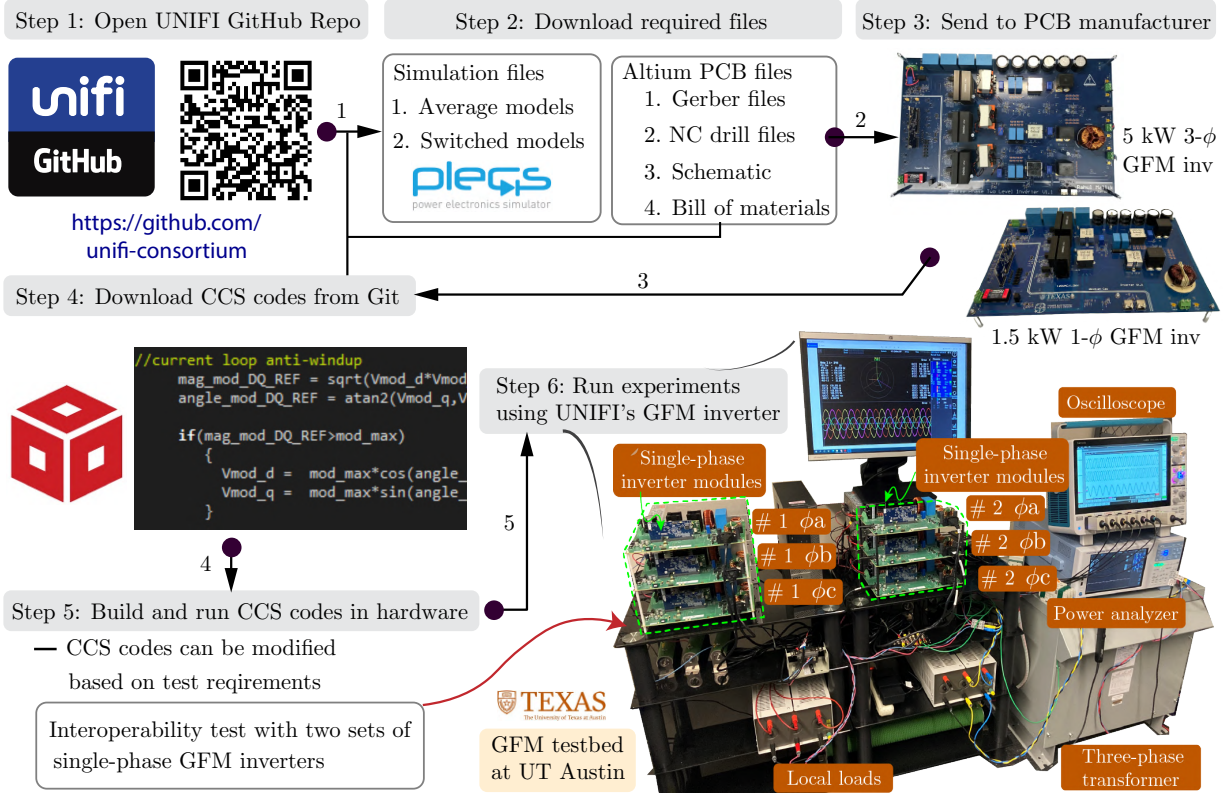 Step 1: Open UNIFI GitHub Repo
Step 2: Download required files
Step 3: Send to PCB manufacturer
unifi
GitHub
https://github.com/
unifi-consortium
1
Simulation files
1. Average models
2. Switched models
plecs
power electronics simulator
Altium PCB files
1. Gerber files
2. NC drill files
3. Schematic
4. Bill of materials
2
5 kW 3-ϕ
GFM inv
TEXAS
1.5 kW 1-ϕ GFM inv
3
Step 4: Download CCS codes from Git
//current loop anti-windup
mag_mod_DQ_REF = sqrt(Vmod_d*Vmod
angle_mod_DQ_REF = atan2(Vmod_q,V
if(mag_mod_DQ_REF>mod_max)
{
Vmod_d = mod_max*cos(angle_
Vmod_q = mod_max*sin(angle_
}
4
Step 5: Build and run CCS codes in hardware
— CCS codes can be modified
based on test reqirements
Interoperability test with two sets of
single-phase GFM inverters
5
Step 6: Run experiments
using UNIFI's GFM inverter
Single-phase
inverter modules
# 1 ϕa
# 1 ϕb
# 1 ϕc
Single-phase
inverter modules
# 2 ϕa
# 2 ϕb
# 2 ϕc
Oscilloscope
Power analyzer
TEXAS
The University of Texas at Austin
GFM testbed
at UT Austin
Local loads
Three-phase
transformer